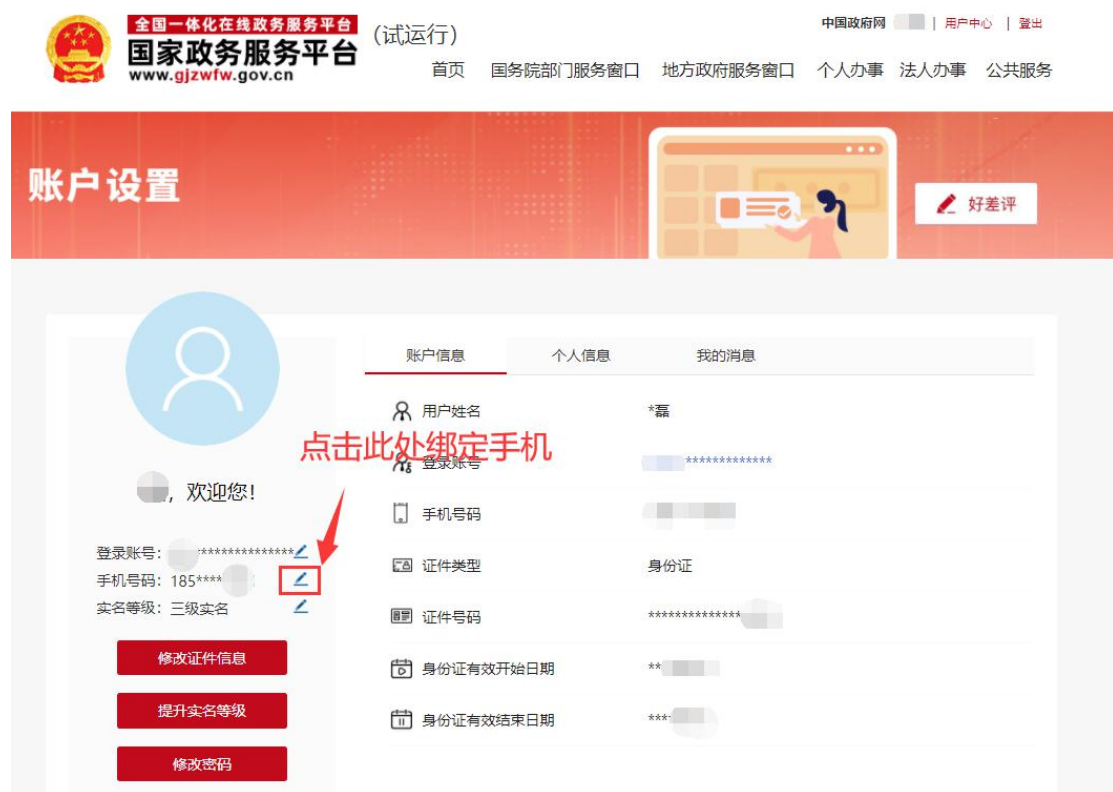 全国一体化在线政务服务平台
国家政务服务平台
www.gjzwfw.gov.cn
(试运行)
中国政府网 | 用户中心 | 登出
首页 国务院部门服务窗口 地方政府服务窗口 个人办事 法人办事 公共服务
账户设置
好差评
账户信息 个人信息 我的消息
用户姓名 *磊
点击此处绑定手机
登录账号 *************
，欢迎您!
手机号码
登录账号： **************
证件类型 身份证
手机号码：185****
实名等级：三级实名
证件号码 **************
修改证件信息
身份证有效开始日期 **
提升实名等级
身份证有效结束日期 ***
修改密码